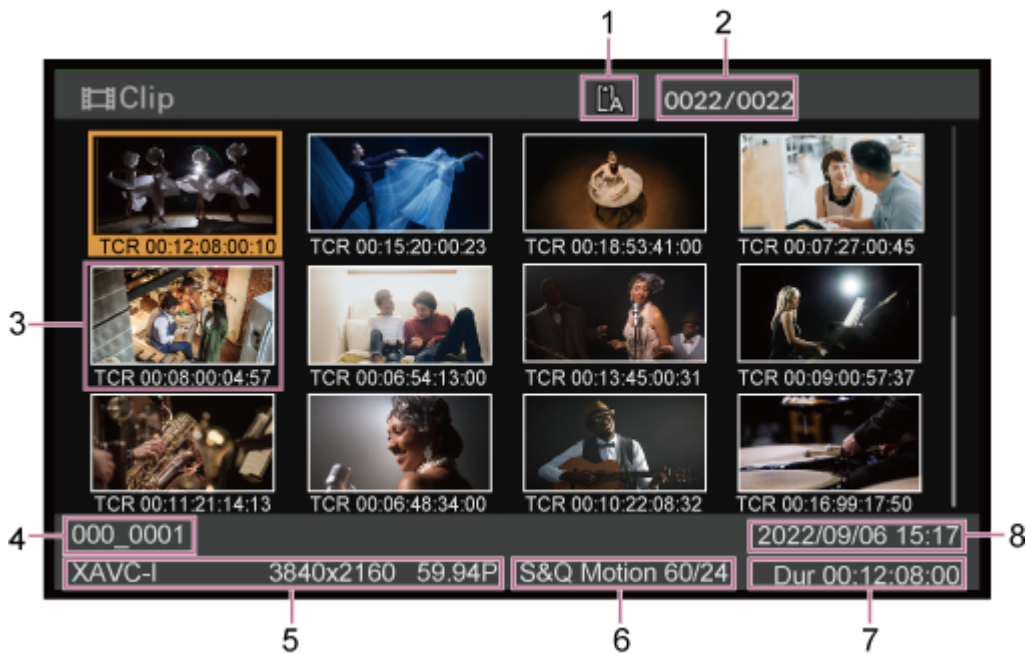 1 2
Clip A 0022/0022
TCR 00:12:08:00:10 TCR 00:15:20:00:23 TCR 00:18:53:41:00 TCR 00:07:27:00:45
3
TCR 00:08:00:04:57 TCR 00:06:54:13:00 TCR 00:13:45:00:31 TCR 00:09:00:57:37
TCR 00:11:21:14:13 TCR 00:06:48:34:00 TCR 00:10:22:08:32 TCR 00:16:99:17:50
4 000_0001 2022/09/06 15:17 8
XAVC-I 3840x2160 59.94P S&Q Motion 60/24 Dur 00:12:08:00
5 6 7